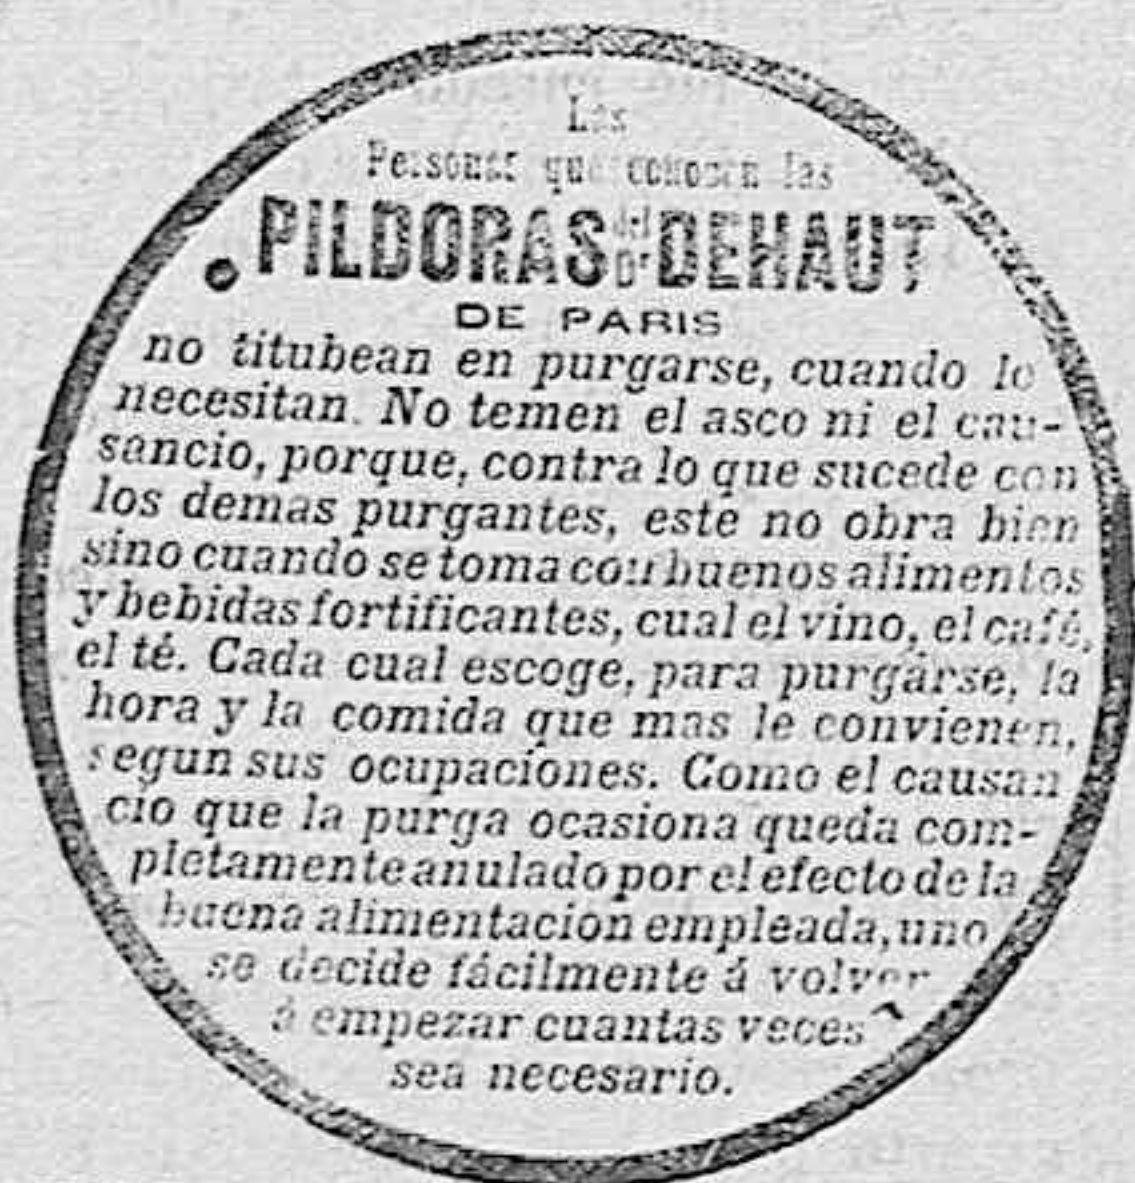 Las
Personas que conocen las
PILDORAS del Dr DEHAUT
DE PARIS
no titubean en purgarse, cuando lo
necesitan. No temen el asco ni el cau-
sancio, porque, contra lo que sucede con
los demas purgantes, este no obra bien
sino cuando se toma con buenos alimentos
y bebidas fortificantes, cual el vino, el café,
el té. Cada cual escoge, para purgarse, la
hora y la comida que mas le convienen,
segun sus ocupaciones. Como el causan
cio que la purga ocasiona queda com-
pletamente anulado por el efecto de la
buena alimentacion empleada, uno
se decide fácilmente á volver
á empezar cuantas veces
sea necesario.